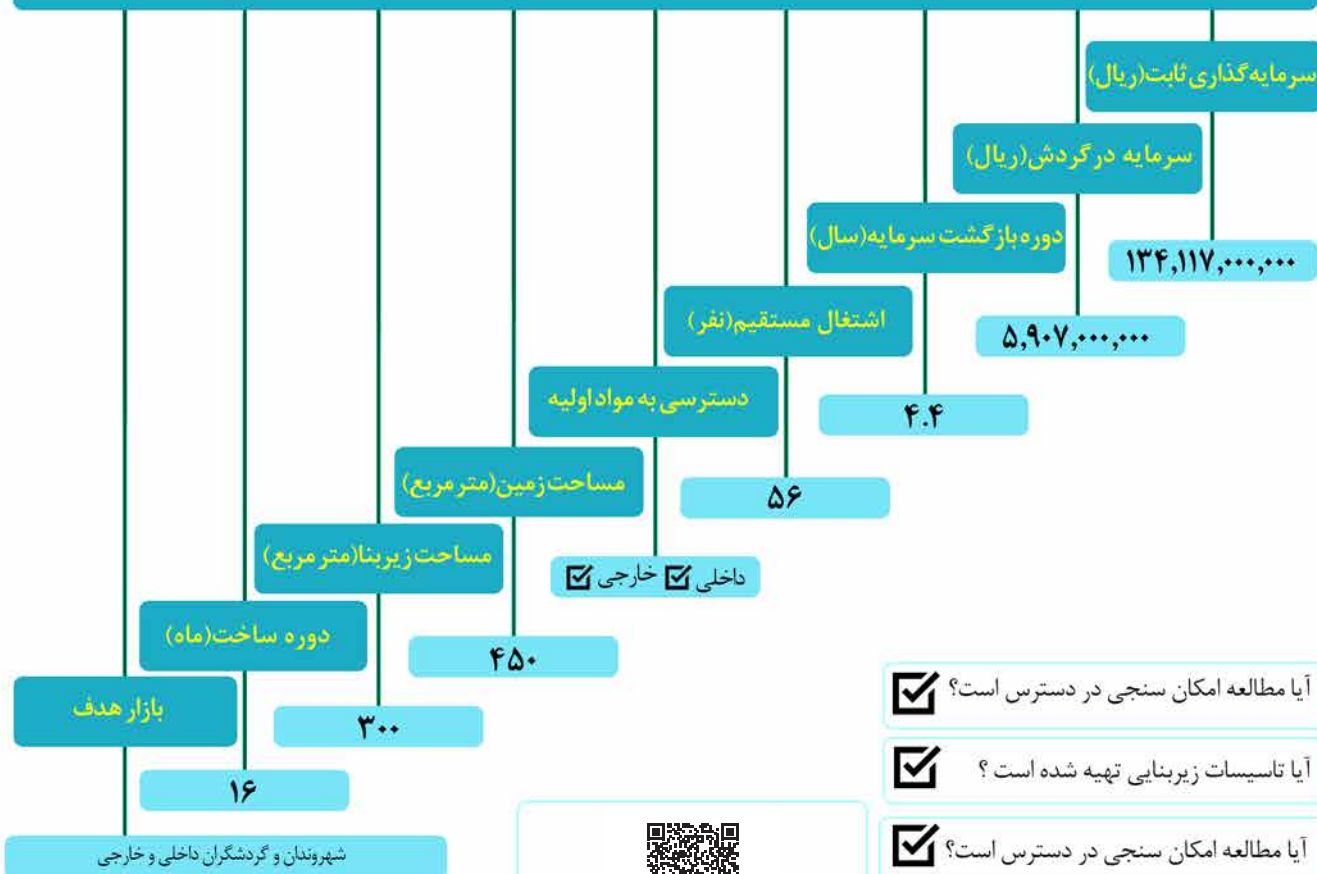 سرمایه‌گذاری ثابت(ریال)
۱۳۴,۱۱۷,۰۰۰,۰۰۰
سرمایه در گردش(ریال)
۵,۹۰۷,۰۰۰,۰۰۰
دوره بازگشت سرمایه(سال)
۴.۴
اشتغال مستقیم(نفر)
۵۶
دسترسی به مواد اولیه
داخلی ☑ خارجی ☑
مساحت زمین(متر مربع)
۴۵۰
مساحت زیربنا(متر مربع)
۳۰۰
دوره ساخت(ماه)
۱۶
بازار هدف
شهروندان و گردشگران داخلی و خارجی
آیا مطالعه امکان سنجی در دسترس است؟ ☑
آیا تاسیسات زیربنایی تهیه شده است ؟ ☑
آیا مطالعه امکان سنجی در دسترس است؟ ☑